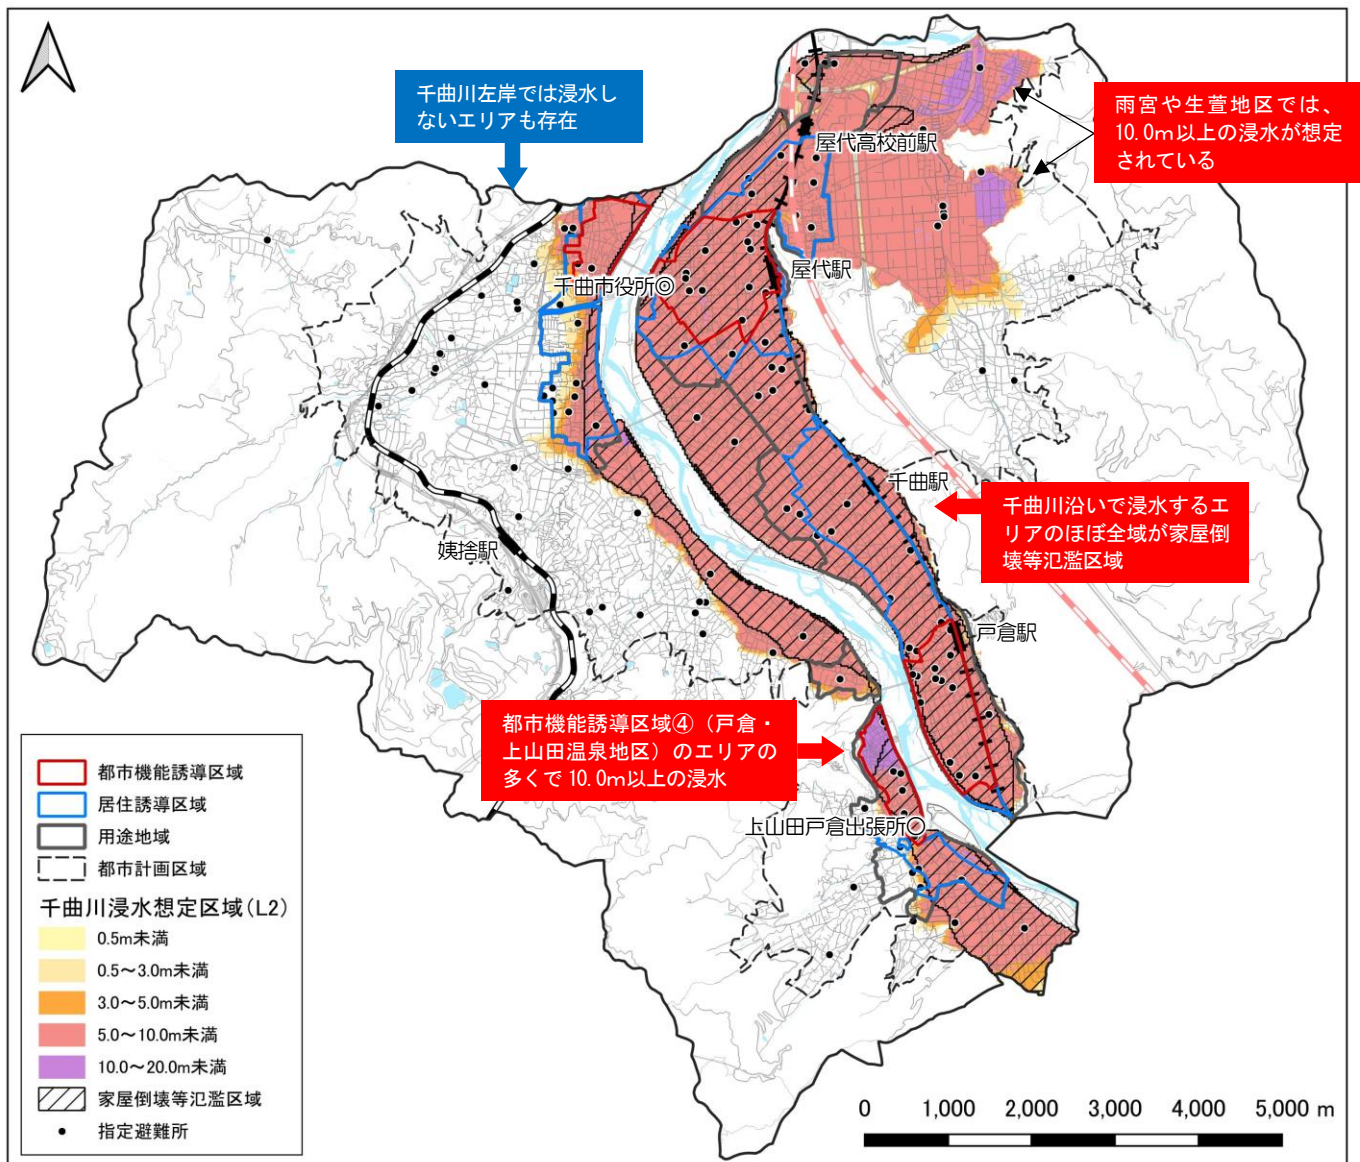 千曲川左岸では浸水し
ないエリアも存在
雨宮や生萱地区では、
10.0m以上の浸水が想定
されている
屋代高校前駅
屋代駅
千曲市役所◎
千曲駅
千曲川沿いで浸水するエ
リアのほぼ全域が家屋倒
壊等氾濫区域
姨捨駅
戸倉駅
都市機能誘導区域④（戸倉・
上山田温泉地区）のエリアの
多くで10.0m以上の浸水
上山田戸倉出張所○
都市機能誘導区域
居住誘導区域
用途地域
都市計画区域
千曲川浸水想定区域(L2)
0.5m未満
0.5～3.0m未満
3.0～5.0m未満
5.0～10.0m未満
10.0～20.0m未満
家屋倒壊等氾濫区域
指定避難所
0 1,000 2,000 3,000 4,000 5,000 m